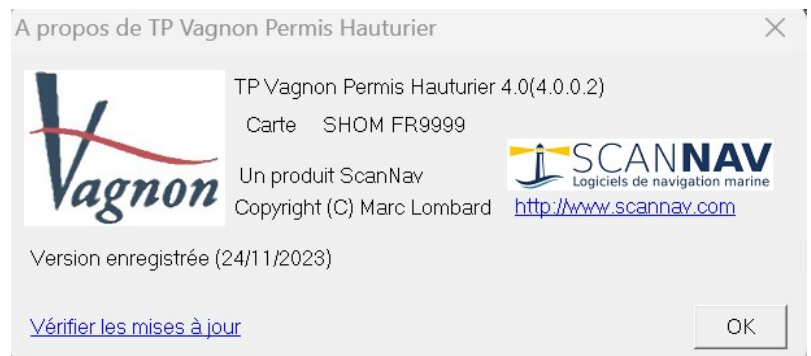 A propos de TP Vagnon Permis Hauturier
Vagnon
TP Vagnon Permis Hauturier 4.0(4.0.0.2)
Carte SHOM FR9999
Un produit ScanNav
Copyright (C) Marc Lombard
SCANNAV
Logiciels de navigation marine
http://www.scannav.com
Version enregistrée (24/11/2023)
Vérifier les mises à jour
OK